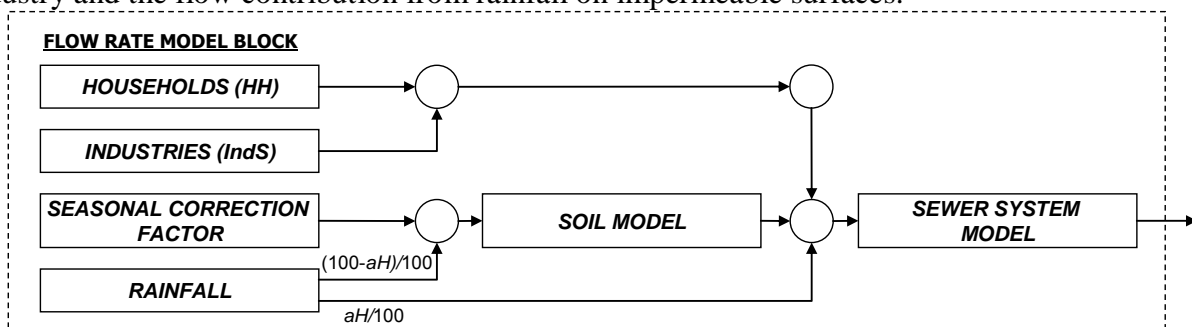 dustry and the flow contribution from rainfall on impermeable surfaces.
FLOW RATE MODEL BLOCK
HOUSEHOLDS (HH)
INDUSTRIES (IndS)
SEASONAL CORRECTION
FACTOR
SOIL MODEL
SEWER SYSTEM
MODEL
(100-aH)/100
RAINFALL
aH/100